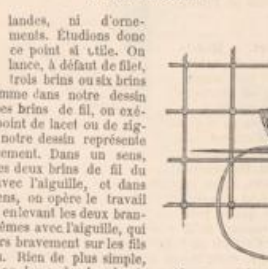 landes, ni d'orne-
ments. Étudions donc
ce point si utile. On
lance, à défaut de filet,
trois brins ou six brins
mme dans notre dessin
es brins de fil, on exé-
point de lacet ou de zig-
notre dessin représente
ement. Dans un sens,
s deux brins de fil du
vec l'aiguille, et dans
ens, on opère le travail
enlevant les deux bran-
êmes avec l'aiguille, qui
rs bravement sur les fils
. Rien de plus simple,